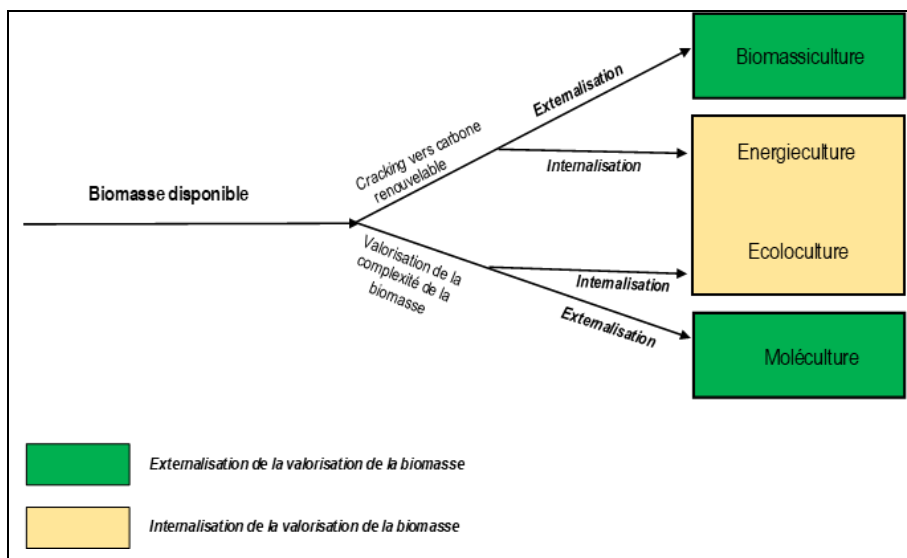 Biomassiculture
Externalisation
Cracking vers carbone
renouvelable
Internalisation
Energieculture
Biomasse disponible
Valorisation de la
complexité de la
biomasse
Internalisation
Ecoloculture
Externalisation
Moléculture
Externalisation de la valorisation de la biomasse
Internalisation de la valorisation de la biomasse